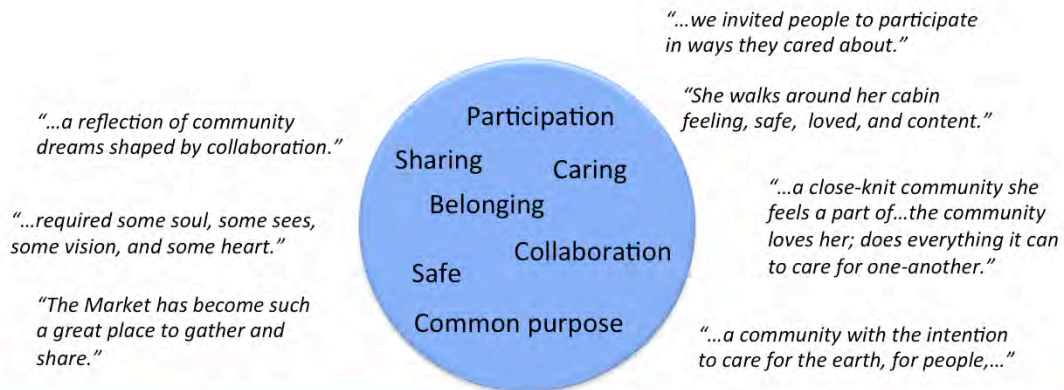 “…a reflection of community
dreams shaped by collaboration.”
“…required some soul, some sees,
some vision, and some heart.”
“The Market has become such
a great place to gather and
share.”
Participation
Sharing
Caring
Belonging
Collaboration
Safe
Common purpose
“…we invited people to participate
in ways they cared about.”
“She walks around her cabin
feeling, safe,  loved, and content.”
“…a close-knit community she
feels a part of…the community
loves her; does everything it can
to care for one-another.”
“…a community with the intention
to care for the earth, for people,…”